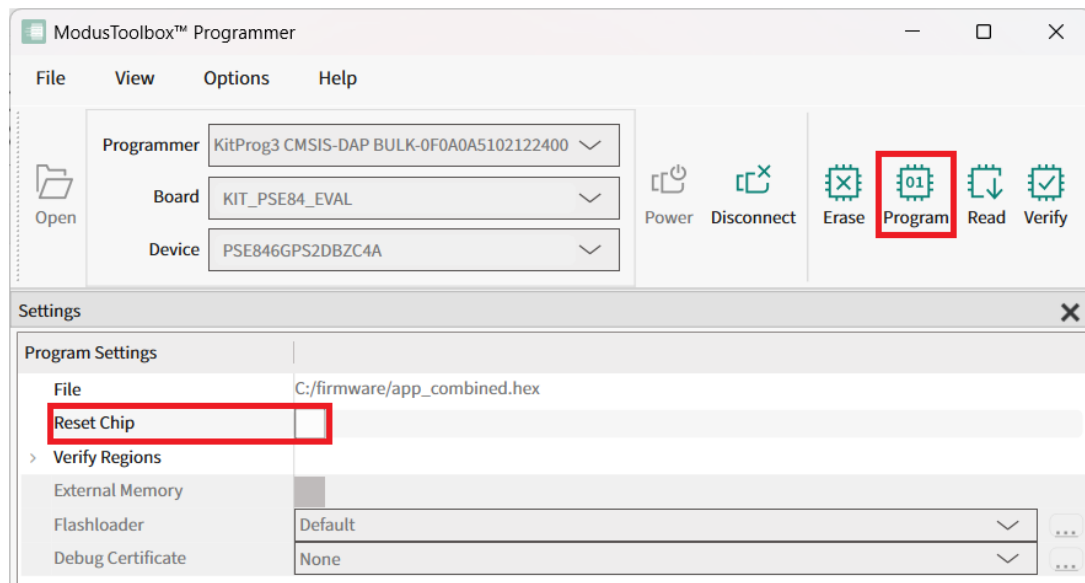 ModusToolbox™ Programmer
File View Options Help
Open
Programmer KitProg3 CMSIS-DAP BULK-0F0A0A5102122400
Board KIT_PSE84_EVAL
Device PSE846GPS2DBZC4A
Power Disconnect Erase Program Read Verify
01
Settings
Program Settings
File C:/firmware/app_combined.hex
Reset Chip
Verify Regions
External Memory
Flashloader Default ...
Debug Certificate None ...